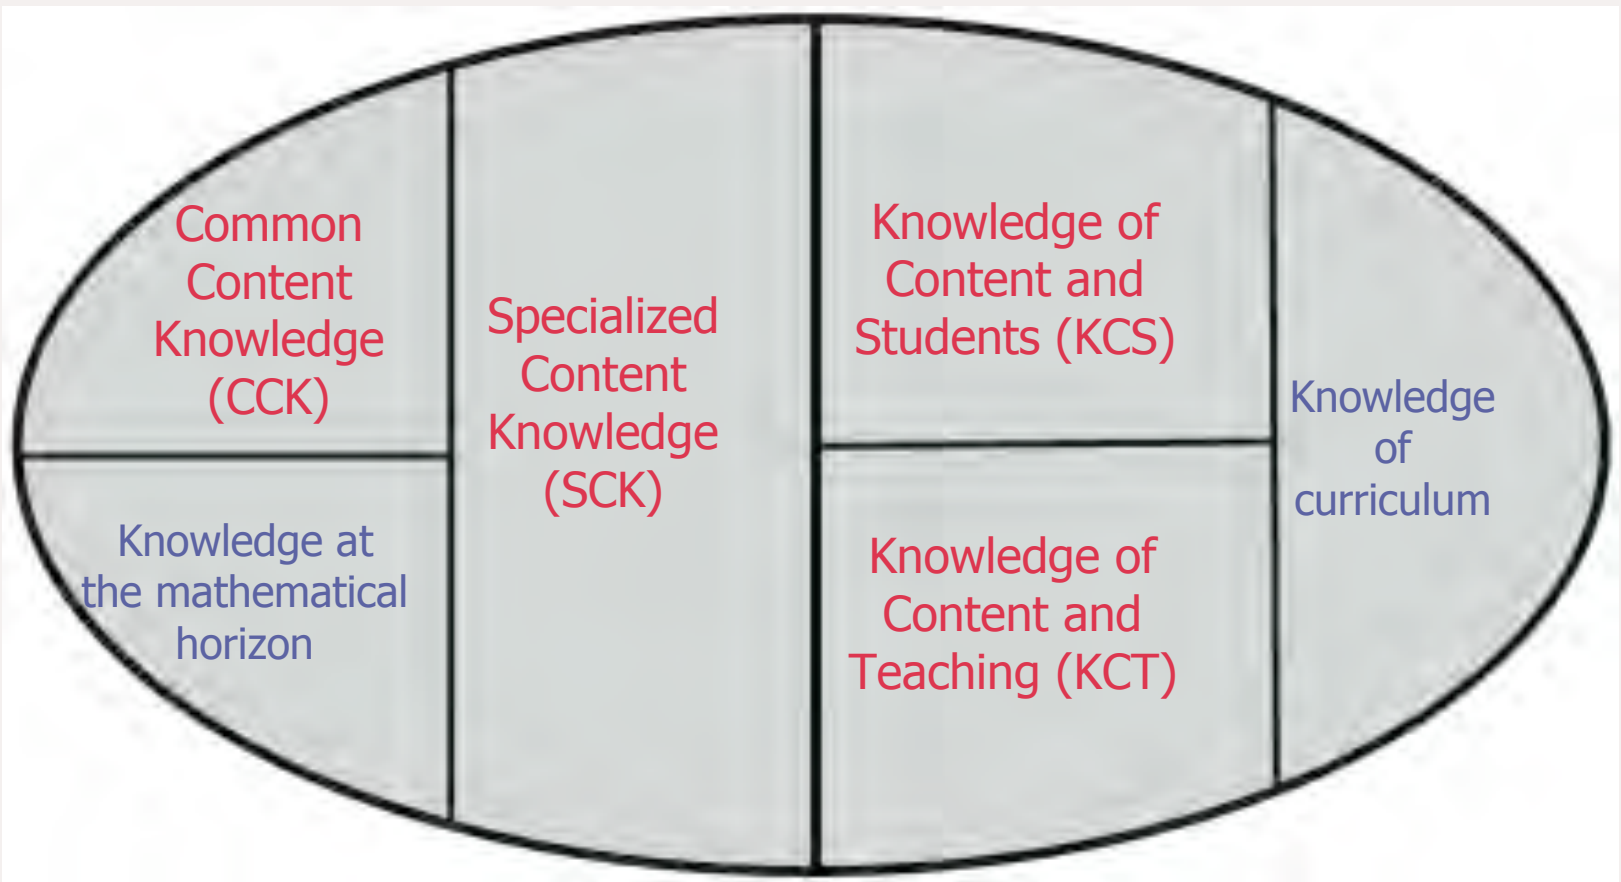 Common
Content
Knowledge
(CCK)
Knowledge at
the mathematical
horizon
Specialized
Content
Knowledge
(SCK)
Knowledge of
Content and
Students (KCS)
Knowledge of
Content and
Teaching (KCT)
Knowledge
of
curriculum